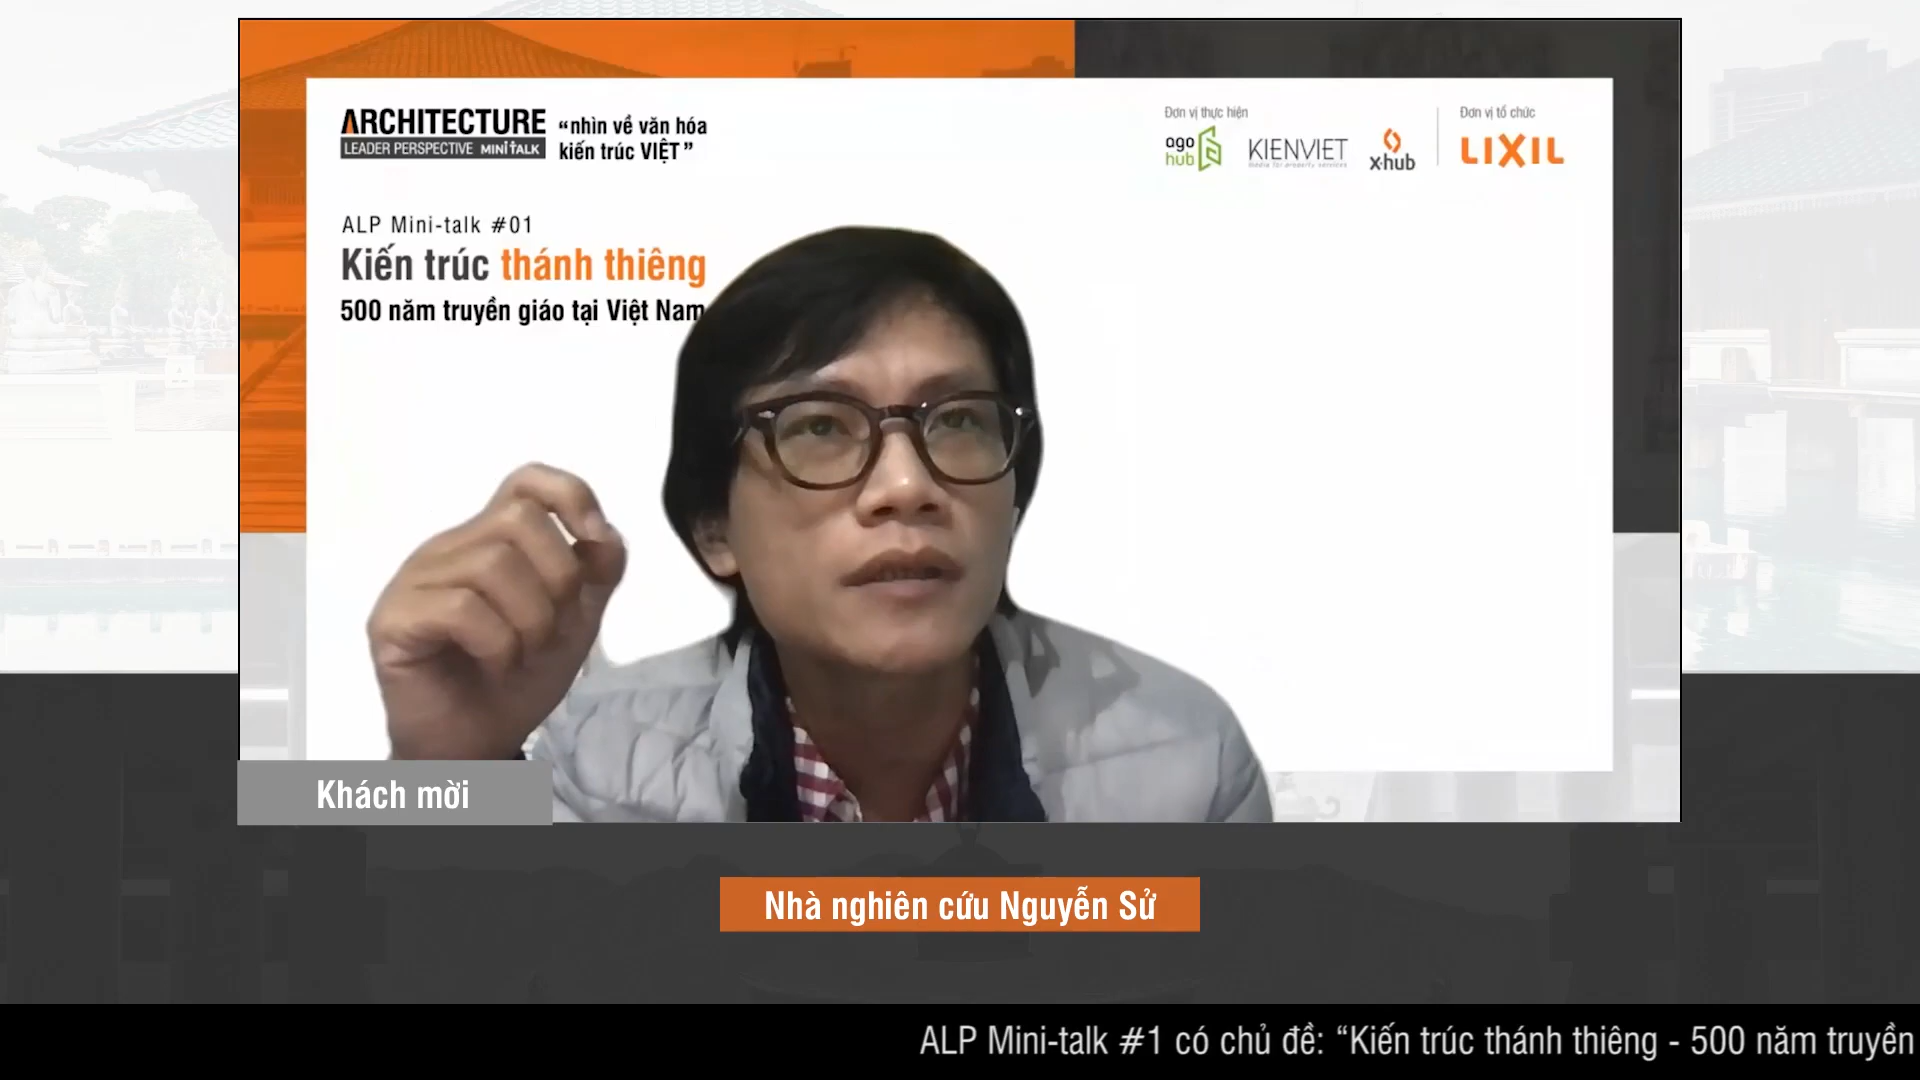 ARCHITECTURE
LEADER PERSPECTIVE MINITALK
“nhìn về văn hóa
kiến trúc VIỆT”
Đơn vị thực hiện
ago
hub
KIENVIET
x·hub
Đơn vị tổ chức
LIXIL
ALP Mini-talk #01
Kiến trúc thánh thiêng
500 năm truyền giáo tại Việt Nam
Khách mời
Nhà nghiên cứu Nguyễn Sử
ALP Mini-talk #1 có chủ đề: “Kiến trúc thánh thiêng - 500 năm truyền